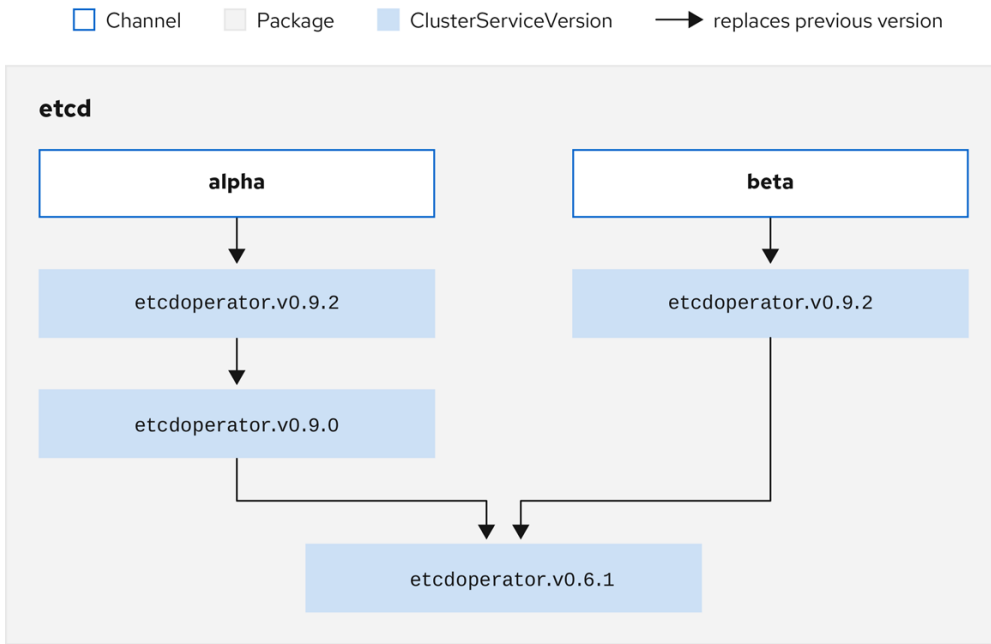 Channel Package ClusterServiceVersion replaces previous version
etcd
alpha beta
etcdoperator.v0.9.2 etcdoperator.v0.9.2
etcdoperator.v0.9.0
etcdoperator.v0.6.1